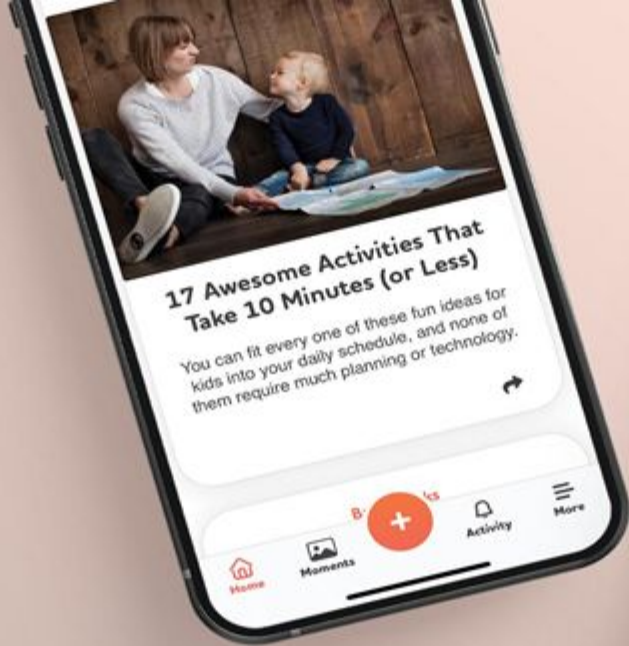 17 Awesome Activities That
Take 10 Minutes (or Less)
You can fit every one of these fun ideas for
kids into your daily schedule, and none of
them require much planning or technology.
Home
Moments
Activity
More